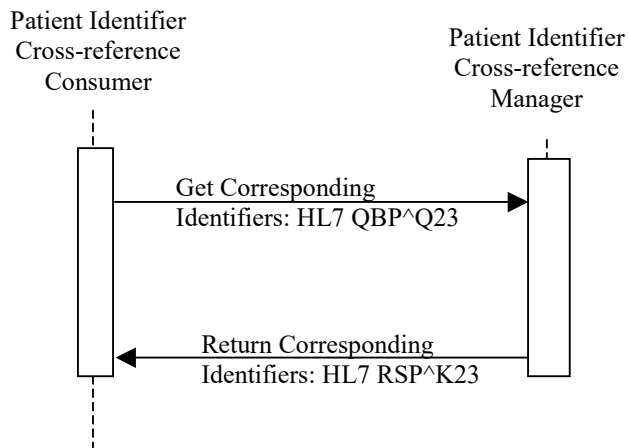 Patient Identifier
Cross-reference
Consumer
Patient Identifier
Cross-reference
Manager
Get Corresponding
Identifiers: HL7 QBP^Q23
Return Corresponding
Identifiers: HL7 RSP^K23